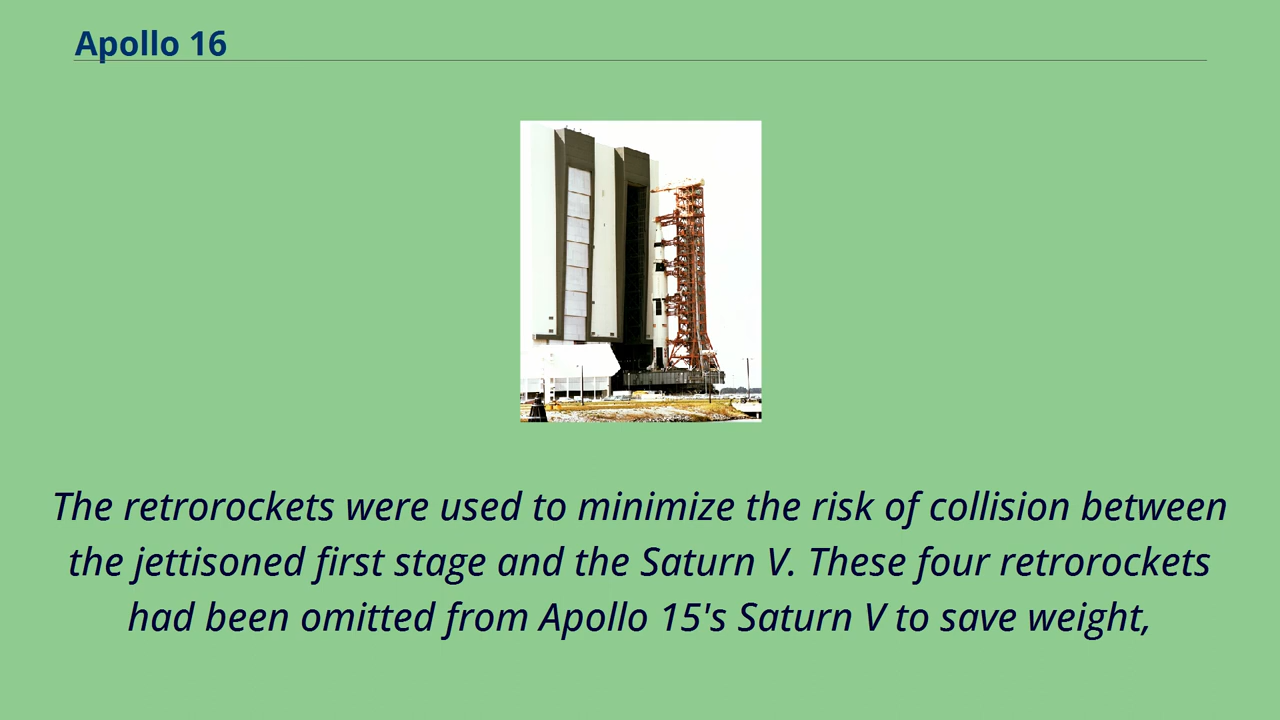 Apollo 16
The retrorockets were used to minimize the risk of collision between
the jettisoned first stage and the Saturn V. These four retrorockets
had been omitted from Apollo 15's Saturn V to save weight,